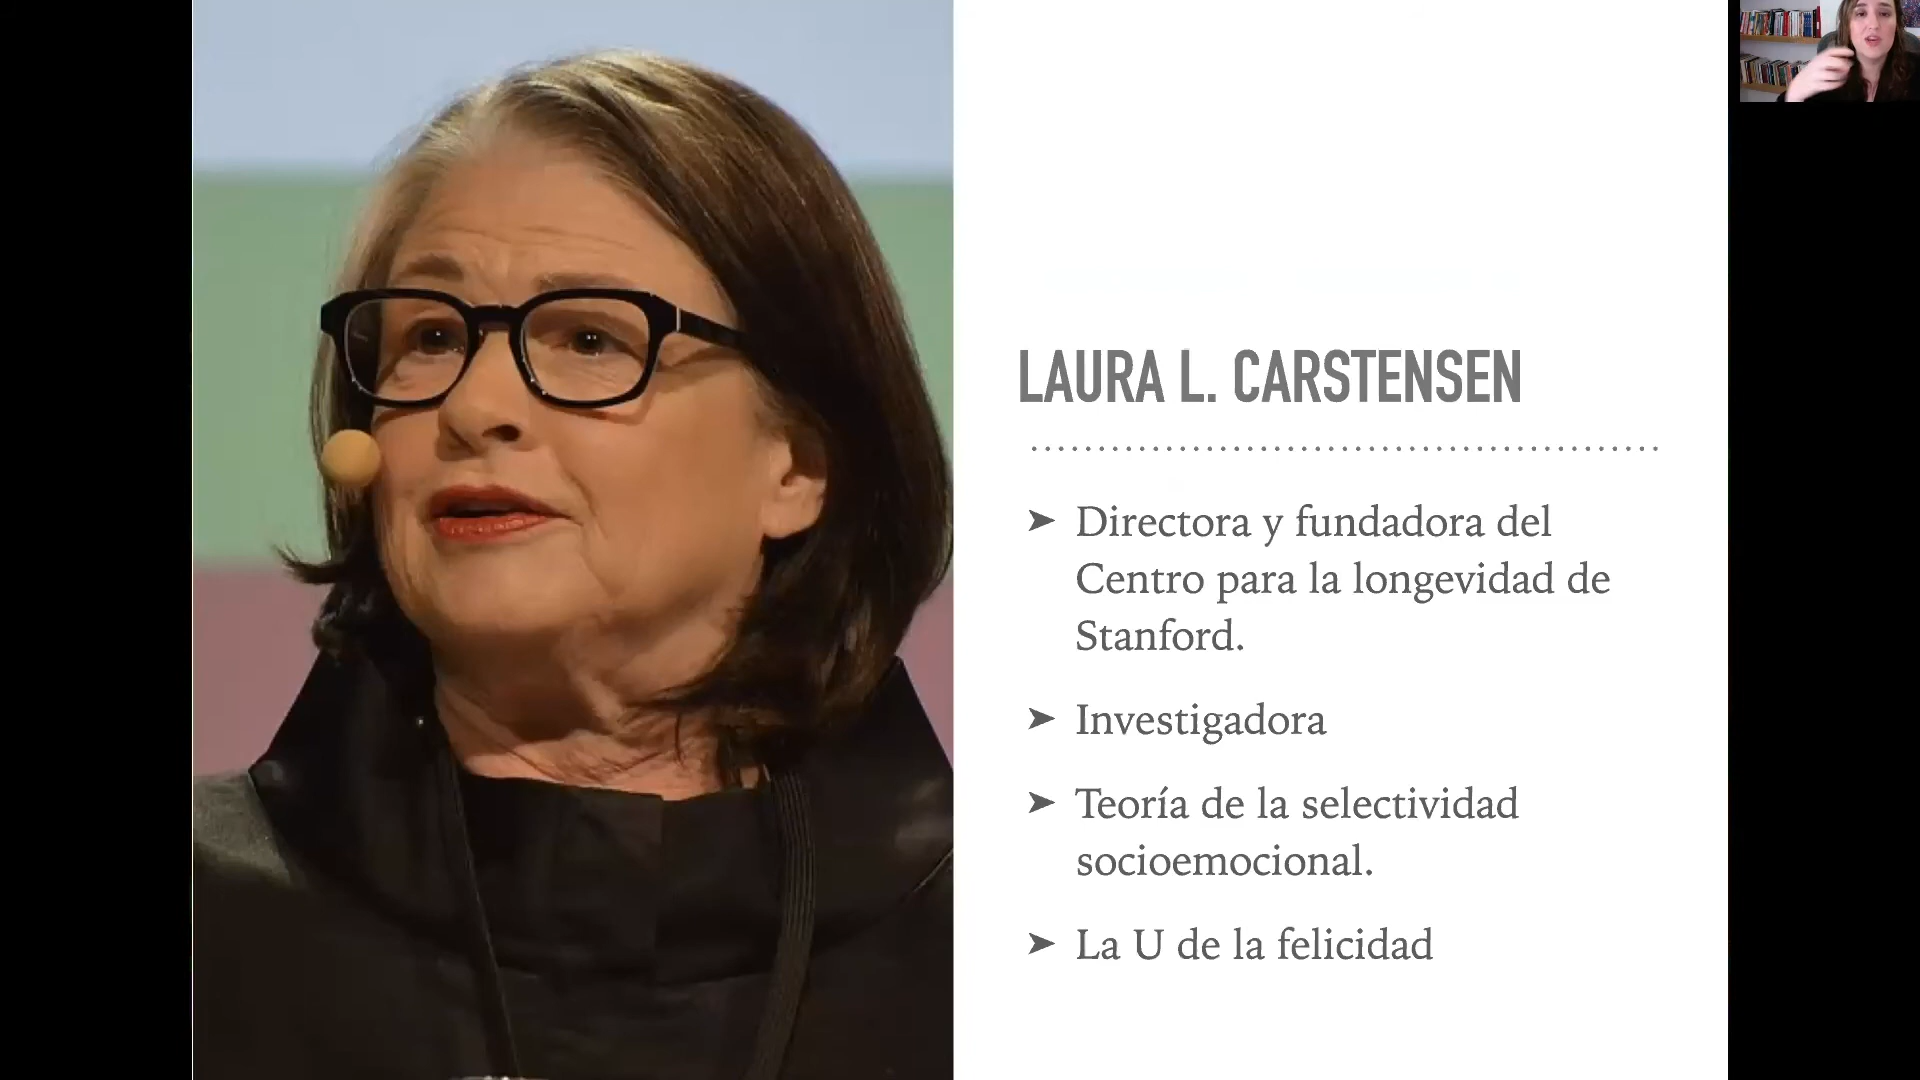 LAURA L. CARSTENSEN
➤ Directora y fundadora del
Centro para la longevidad de
Stanford.
➤ Investigadora
➤ Teoría de la selectividad
socioemocional.
➤ La U de la felicidad